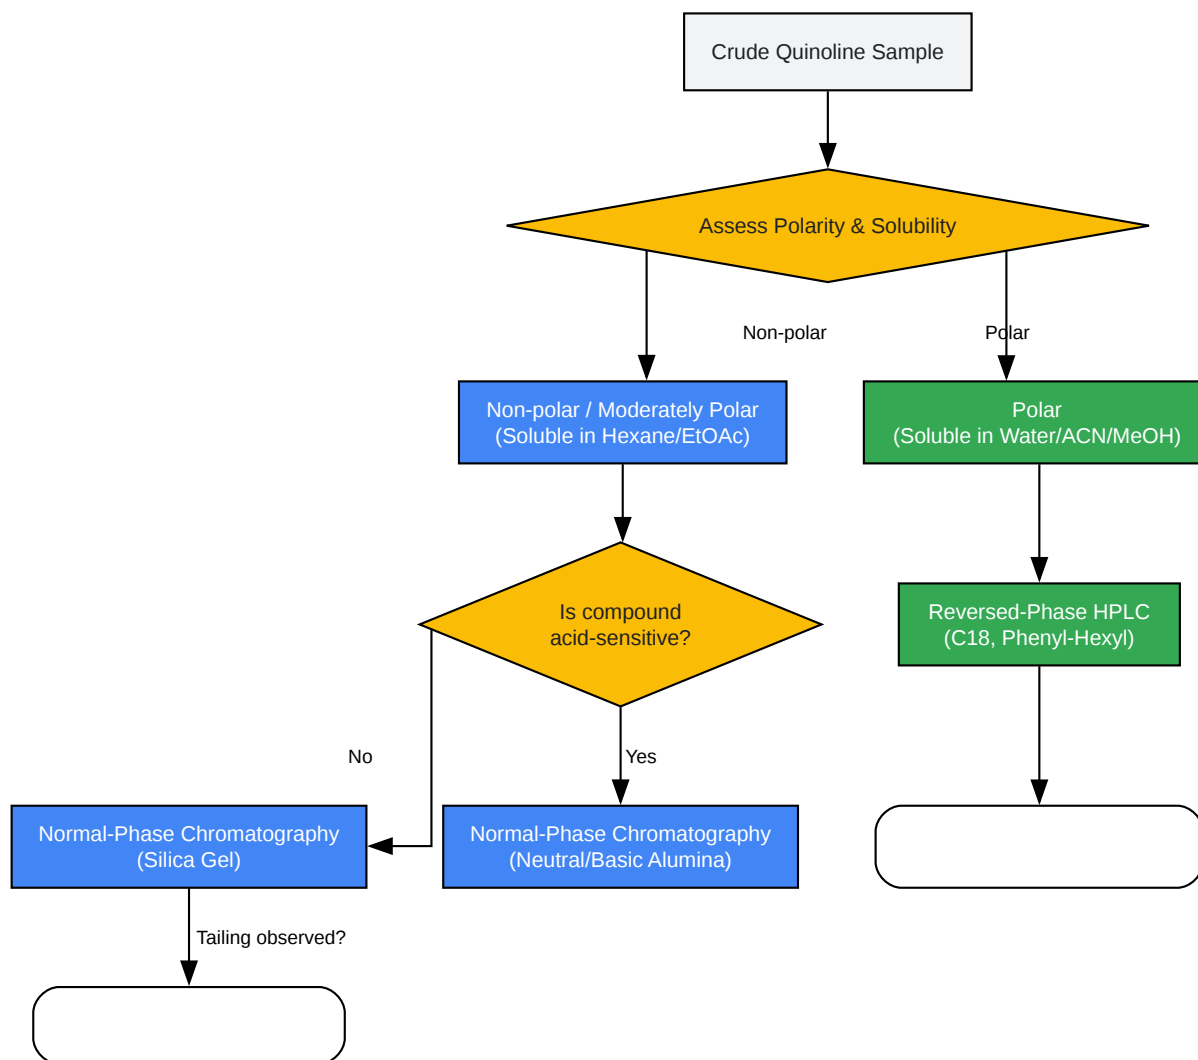 Crude Quinoline Sample
Assess Polarity & Solubility
Non-polar
Polar
Non-polar / Moderately Polar
(Soluble in Hexane/EtOAc)
Polar
(Soluble in Water/ACN/MeOH)
Is compound
acid-sensitive?
Reversed-Phase HPLC
(C18, Phenyl-Hexyl)
No
Yes
Normal-Phase Chromatography
(Silica Gel)
Normal-Phase Chromatography
(Neutral/Basic Alumina)
Tailing observed?